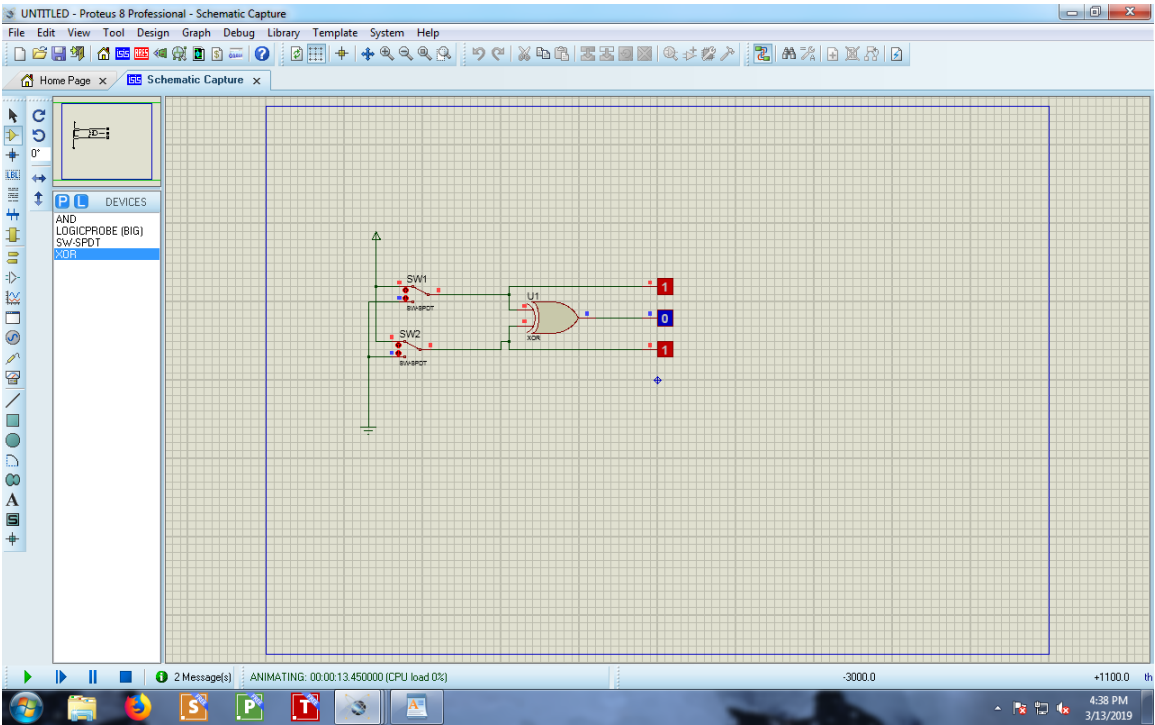 UNTITLED - Proteus 8 Professional - Schematic Capture
File Edit View Tool Design Graph Debug Library Template System Help
Home Page x ISIS Schematic Capture x
0°
LBL
P L DEVICES
AND
LOGICPROBE (BIG)
SW-SPDT
XOR
SW1
SW-SPDT
1
U1
XOR
0
SW2
SW-SPDT
1
A
S
2 Message(s) ANIMATING: 00:00:13.450000 (CPU load 0%) -3000.0 +1100.0 th
S P T A
4:38 PM
3/13/2019